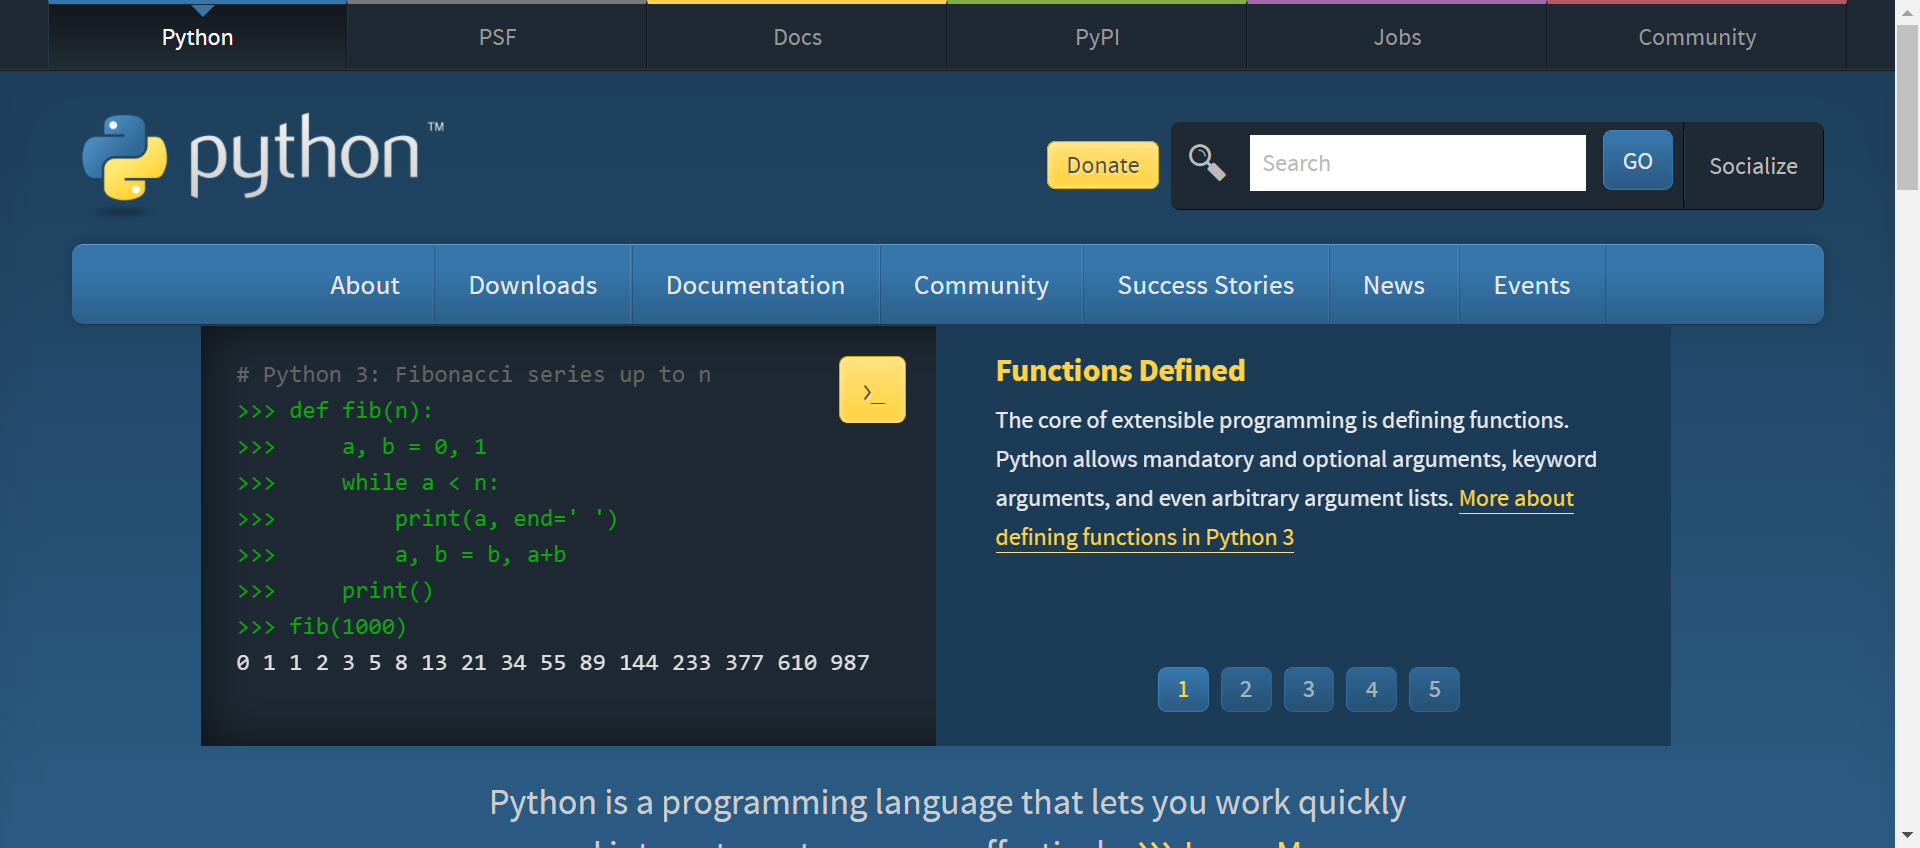 Python
PSF
Docs
PyPI
Jobs
Community
python™
Donate
Search
GO
Socialize
About
Downloads
Documentation
Community
Success Stories
News
Events
# Python 3: Fibonacci series up to n
>>> def fib(n):
>>>     a, b = 0, 1
>>>     while a < n:
>>>         print(a, end=' ')
>>>         a, b = b, a+b
>>>     print()
>>> fib(1000)
0 1 1 2 3 5 8 13 21 34 55 89 144 233 377 610 987
>_
Functions Defined
The core of extensible programming is defining functions.
Python allows mandatory and optional arguments, keyword
arguments, and even arbitrary argument lists. More about
defining functions in Python 3
1 2 3 4 5
Python is a programming language that lets you work quickly